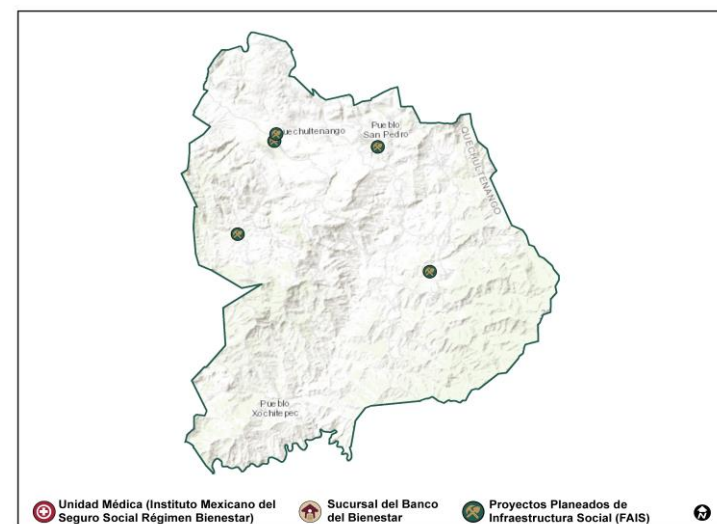 Quechultenango
Pueblo
San Pedro
QUECHULTENANGO
Pueblo
Xochitepec
Unidad Médica (Instituto Mexicano del
Seguro Social Régimen Bienestar)
Sucursal del Banco
del Bienestar
Proyectos Planeados de
Infraestructura Social (FAIS)